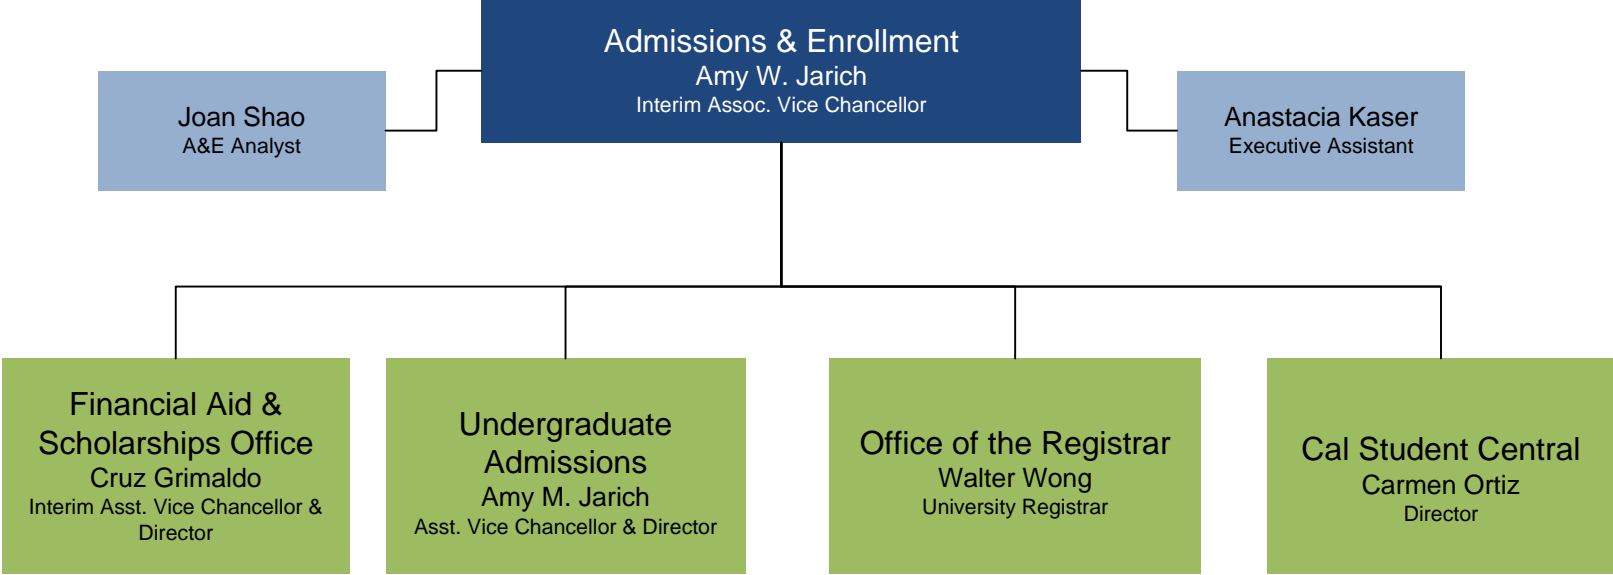 Admissions & Enrollment
Amy W. Jarich
Interim Assoc. Vice Chancellor
Joan Shao
A&E Analyst
Anastacia Kaser
Executive Assistant
Financial Aid &
Scholarships Office
Cruz Grimaldo
Interim Asst. Vice Chancellor &
Director
Undergraduate
Admissions
Amy M. Jarich
Asst. Vice Chancellor & Director
Office of the Registrar
Walter Wong
University Registrar
Cal Student Central
Carmen Ortiz
Director